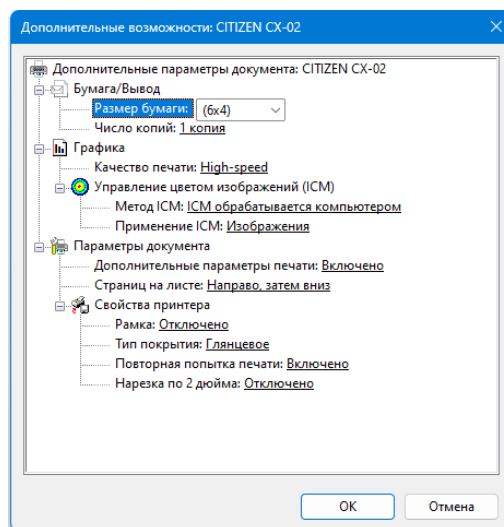 Дополнительные возможности: CITIZEN CX-02
Дополнительные параметры документа: CITIZEN CX-02
Бумага/Вывод
Размер бумаги: (6x4)
Число копий: 1 копия
Графика
Качество печати: High-speed
Управление цветом изображений (ICM)
Метод ICM: ICM обрабатывается компьютером
Применение ICM: Изображения
Параметры документа
Дополнительные параметры печати: Включено
Страниц на листе: Направо, затем вниз
Свойства принтера
Рамка: Отключено
Тип покрытия: Глянцевое
Повторная попытка печати: Включено
Нарезка по 2 дюйма: Отключено
OK Отмена